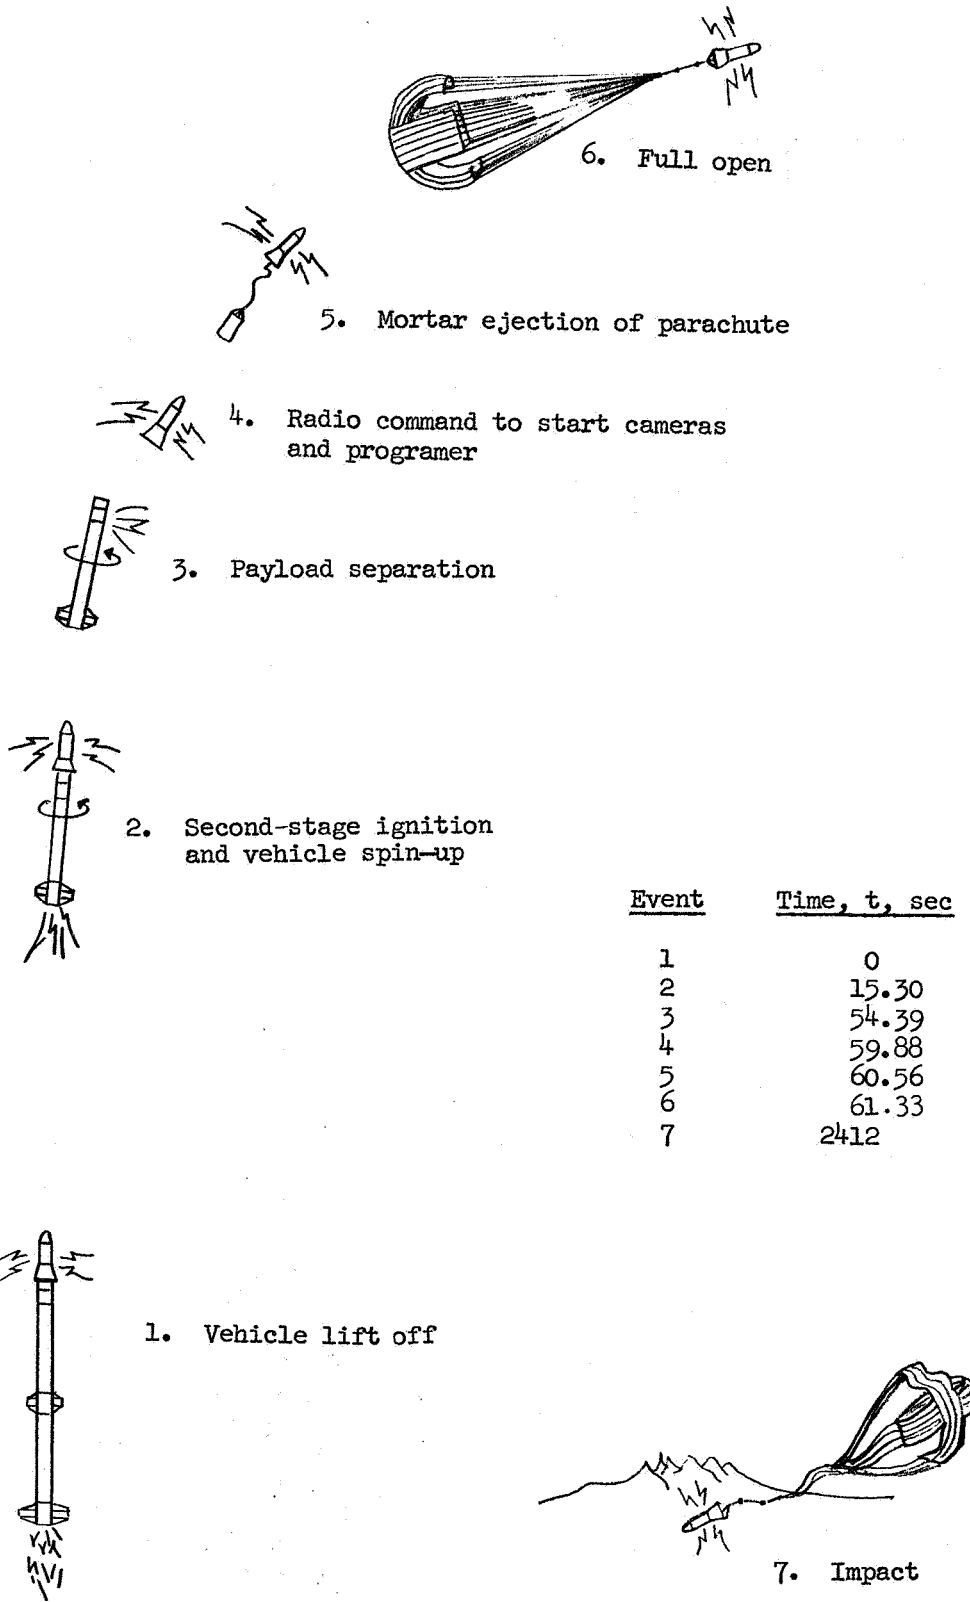 6. Full open
5. Mortar ejection of parachute
4. Radio command to start cameras
and programer
3. Payload separation
2. Second-stage ignition
and vehicle spin-up
Event Time, t, sec
1 0
2 15.30
3 54.39
4 59.88
5 60.56
6 61.33
7 2412
1. Vehicle lift off
7. Impact